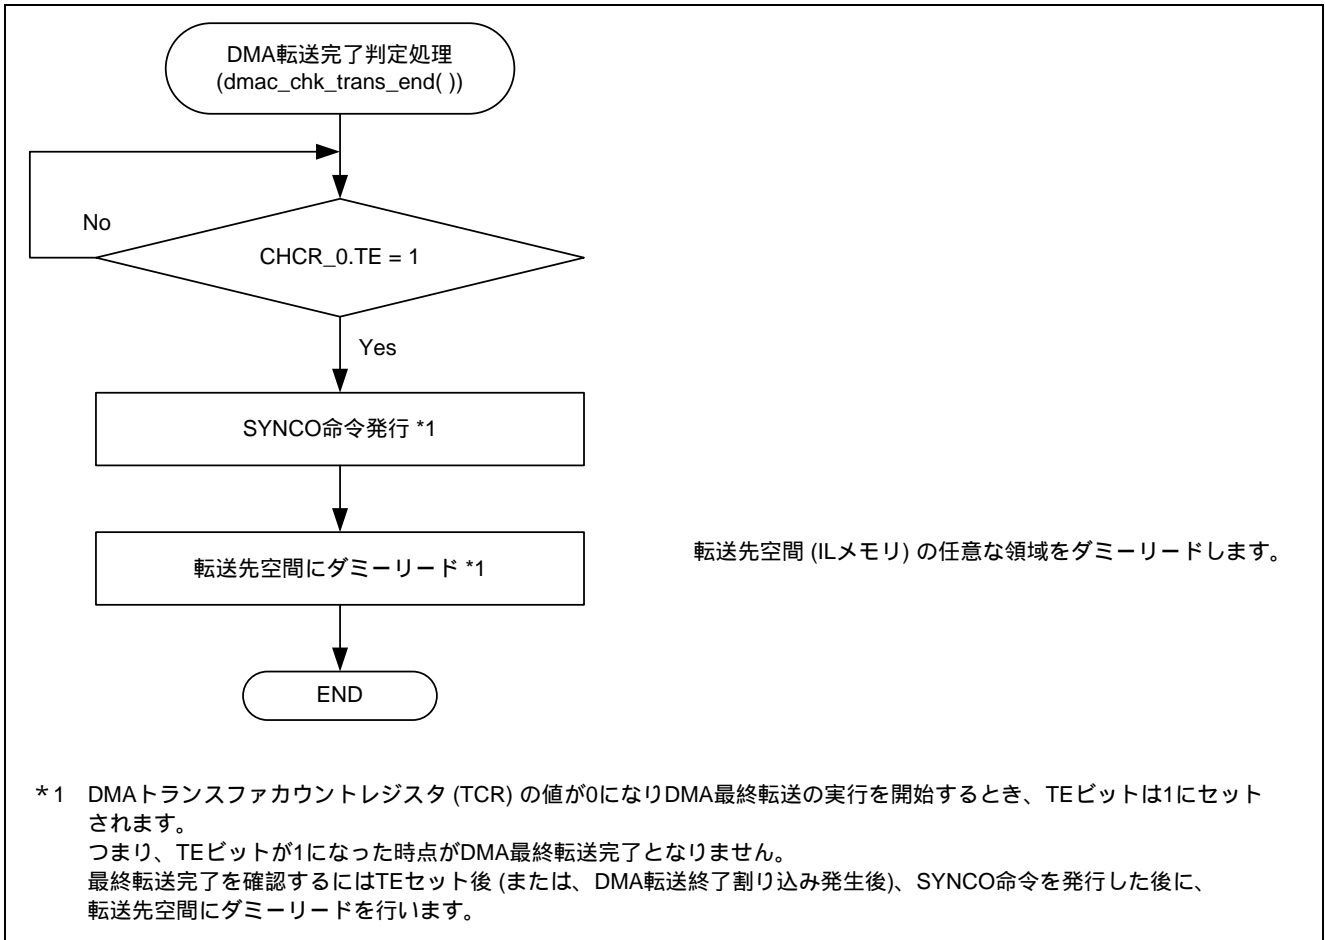 DMA転送完了判定処理
(dmac_chk_trans_end( ))
No
CHCR_0.TE = 1
Yes
SYNCO命令発行 *1
転送先空間にダミーリード *1
転送先空間 (ILメモリ) の任意な領域をダミーリードします。
END
*1 DMAトランスファカウントレジスタ (TCR) の値が0になりDMA最終転送の実行を開始するとき、TEビットは1にセット
されます。
つまり、TEビットが1になった時点がDMA最終転送完了となりません。
最終転送完了を確認するにはTEセット後 (または、DMA転送終了割り込み発生後)、SYNCO命令を発行した後に、
転送先空間にダミーリードを行います。